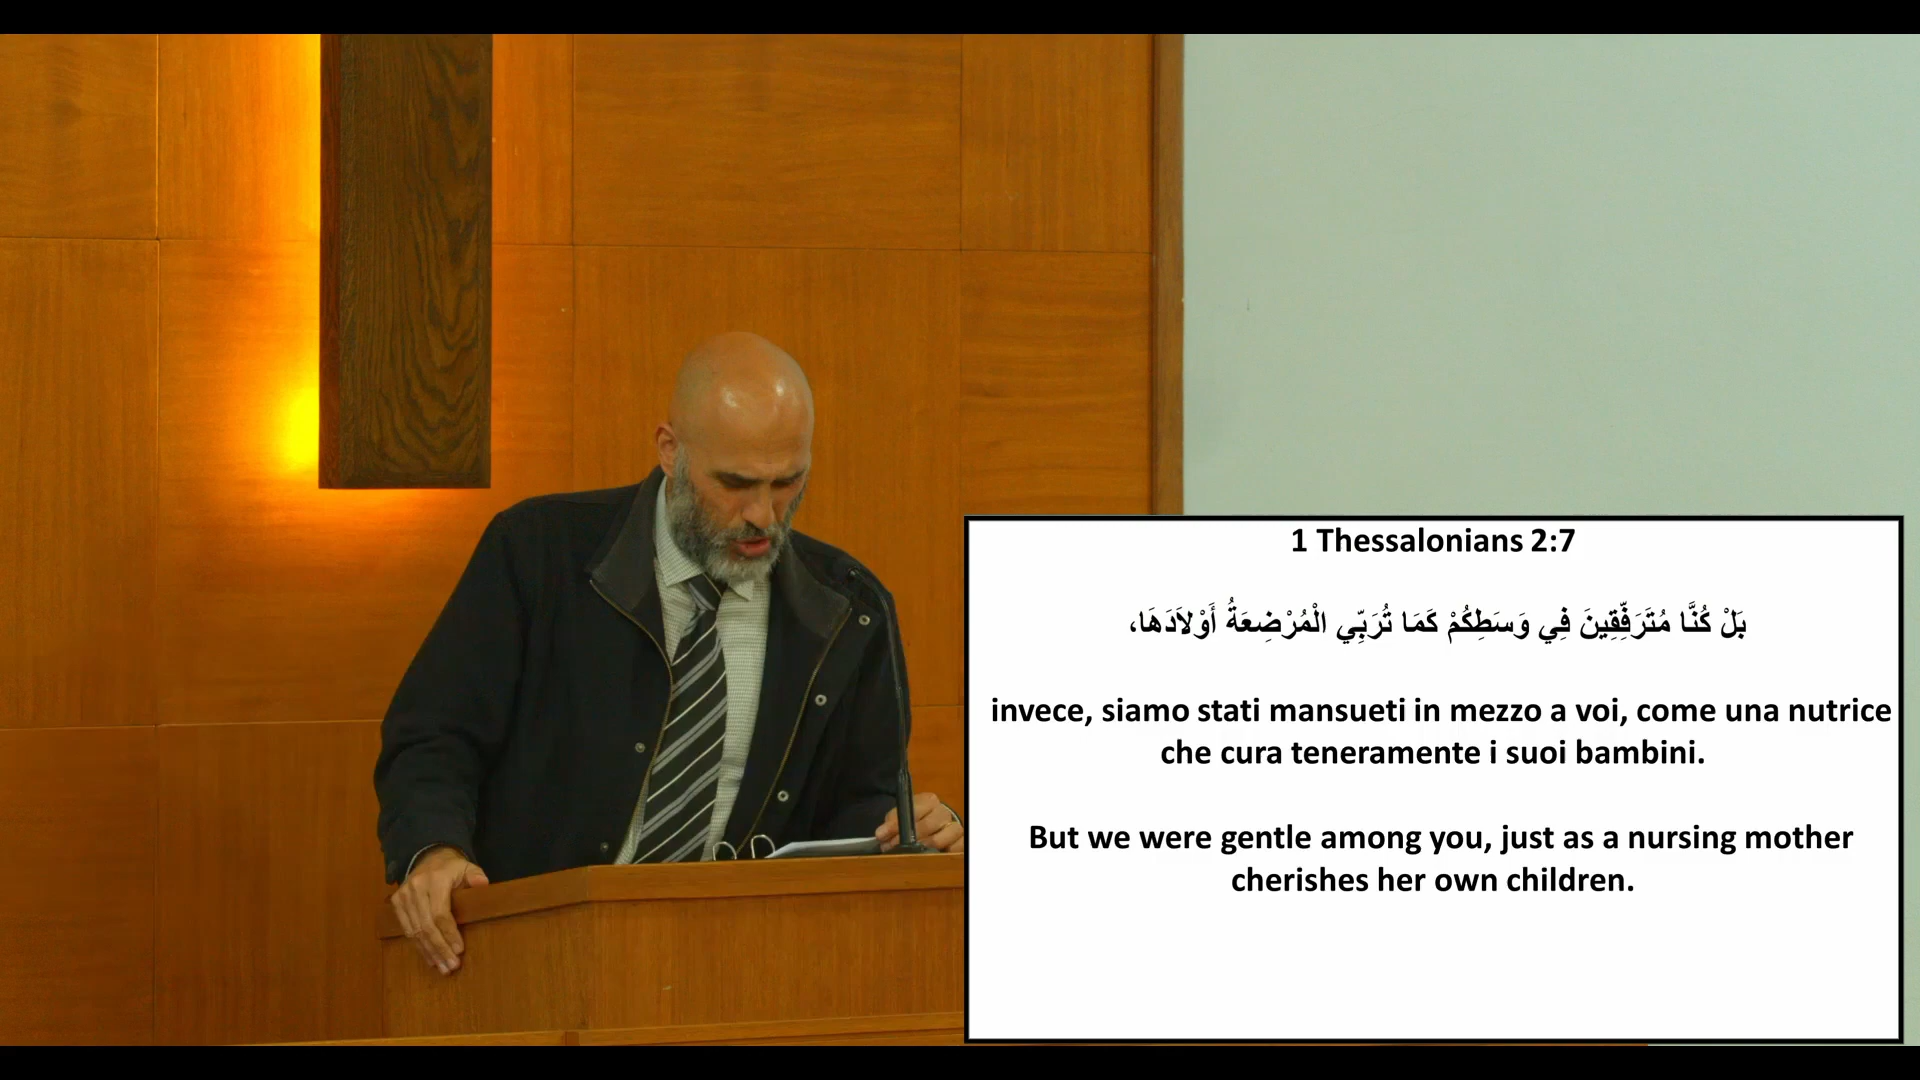 1 Thessalonians 2:7
بَلْ كُنَّا مُتَرَفِّقِينَ فِي وَسَطِكُمْ كَمَا تُرَبِّي الْمُرْضِعَةُ أَوْلاَدَهَا،
invece, siamo stati mansueti in mezzo a voi, come una nutrice
che cura teneramente i suoi bambini.
But we were gentle among you, just as a nursing mother
cherishes her own children.